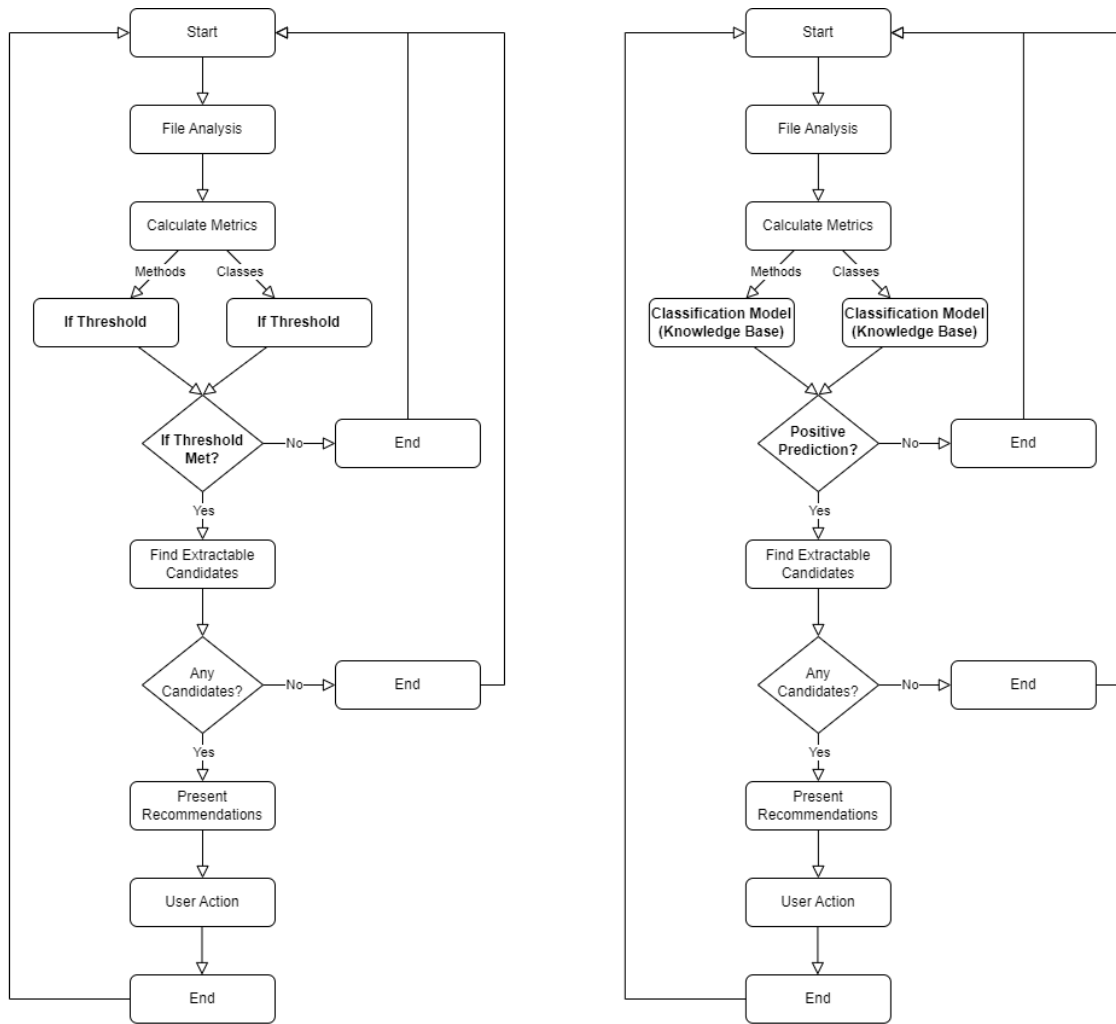 Start
File Analysis
Calculate Metrics
Methods
Classes
If Threshold
If Threshold
If Threshold
Met?
No
End
Yes
Find Extractable
Candidates
Any
Candidates?
No
End
Yes
Present
Recommendations
User Action
End
Start
File Analysis
Calculate Metrics
Methods
Classes
Classification Model
(Knowledge Base)
Classification Model
(Knowledge Base)
Positive
Prediction?
No
End
Yes
Find Extractable
Candidates
Any
Candidates?
No
End
Yes
Present
Recommendations
User Action
End